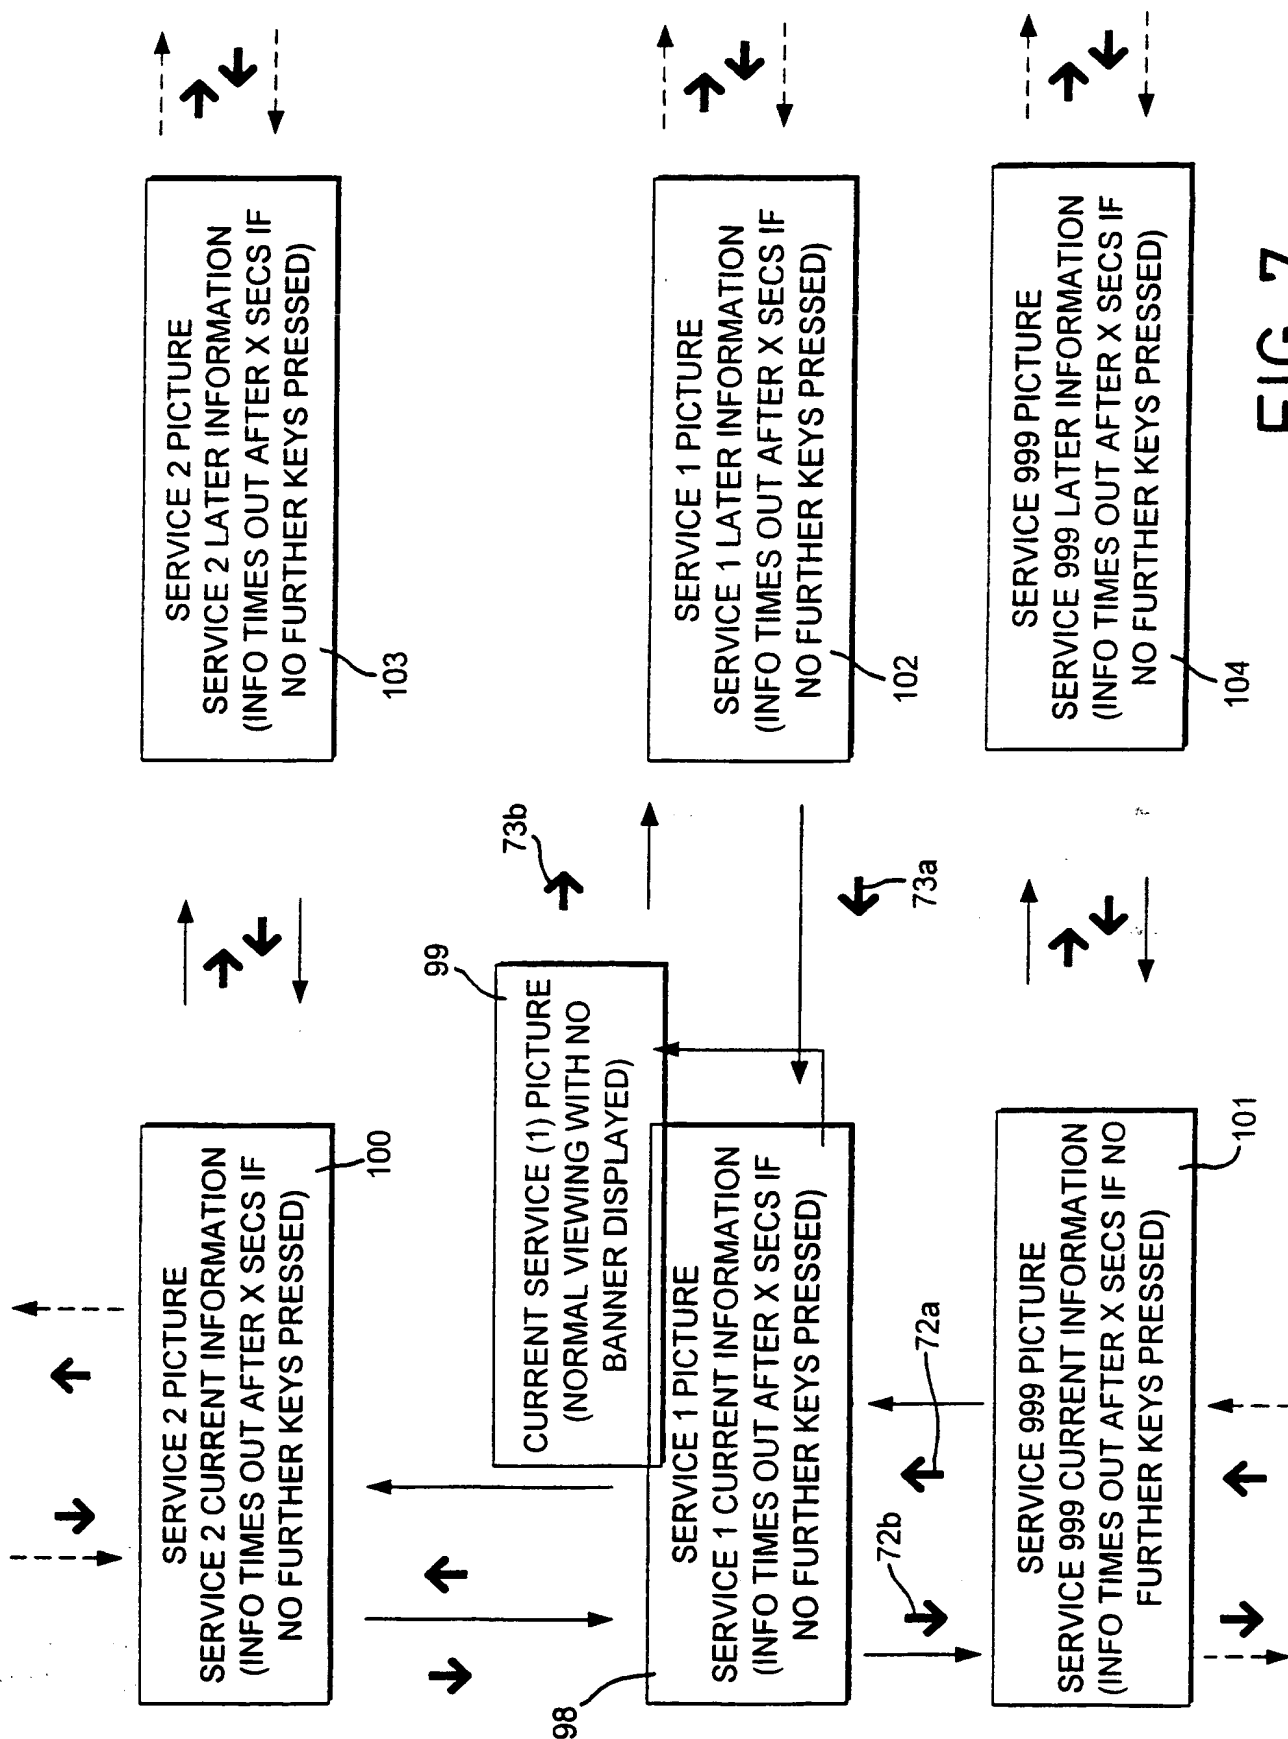 SERVICE 2 PICTURE
SERVICE 2 CURRENT INFORMATION
(INFO TIMES OUT AFTER X SECS IF
NO FURTHER KEYS PRESSED)
100
SERVICE 2 PICTURE
SERVICE 2 LATER INFORMATION
(INFO TIMES OUT AFTER X SECS IF
NO FURTHER KEYS PRESSED)
103
99
CURRENT SERVICE (1) PICTURE
(NORMAL VIEWING WITH NO
BANNER DISPLAYED)
73b
98
SERVICE 1 PICTURE
SERVICE 1 CURRENT INFORMATION
(INFO TIMES OUT AFTER X SECS IF
NO FURTHER KEYS PRESSED)
SERVICE 1 PICTURE
SERVICE 1 LATER INFORMATION
(INFO TIMES OUT AFTER X SECS IF
NO FURTHER KEYS PRESSED)
102
73a
72b
72a
SERVICE 999 PICTURE
SERVICE 999 CURRENT INFORMATION
(INFO TIMES OUT AFTER X SECS IF NO
FURTHER KEYS PRESSED)
101
SERVICE 999 PICTURE
SERVICE 999 LATER INFORMATION
(INFO TIMES OUT AFTER X SECS IF
NO FURTHER KEYS PRESSED)
104
FIG 7